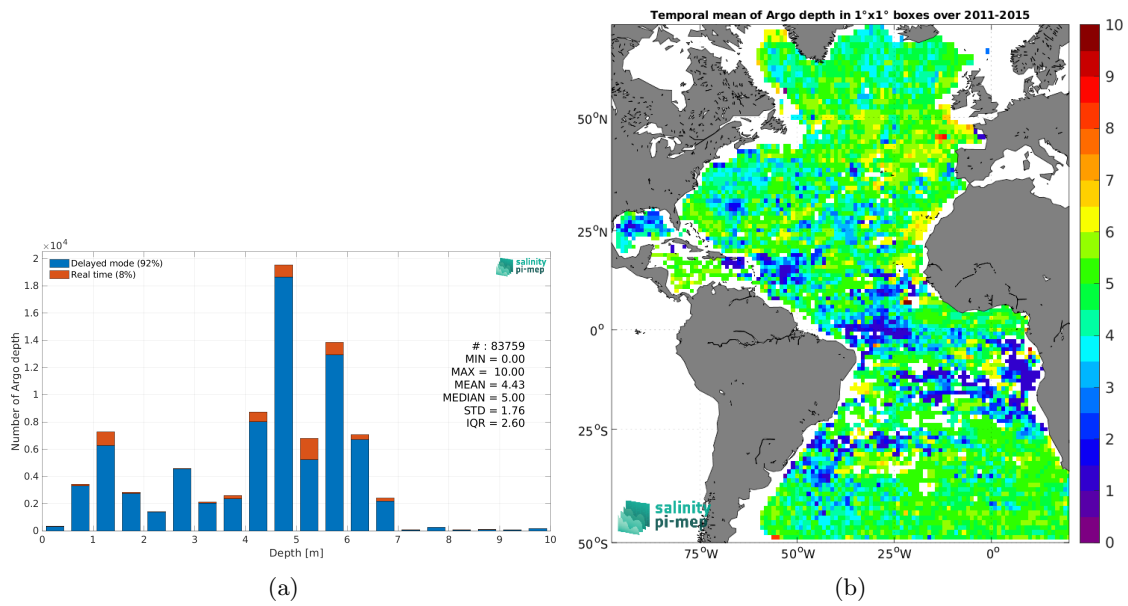 ×10⁴
2
1.8
1.6
1.4
1.2
1
0.8
0.6
0.4
0.2
0
Number of Argo depth
Delayed mode (92%)
Real time (8%)
salinity
pi-mep
# : 83759
MIN = 0.00
MAX = 10.00
MEAN = 4.43
MEDIAN = 5.00
STD = 1.76
IQR = 2.60
0 1 2 3 4 5 6 7 8 9 10
Depth [m]
(a)
Temporal mean of Argo depth in 1°x1° boxes over 2011-2015
50°N
25°N
0°
25°S
50°S
75°W 50°W 25°W 0°
salinity
pi-mep
10
9
8
7
6
5
4
3
2
1
0
(b)